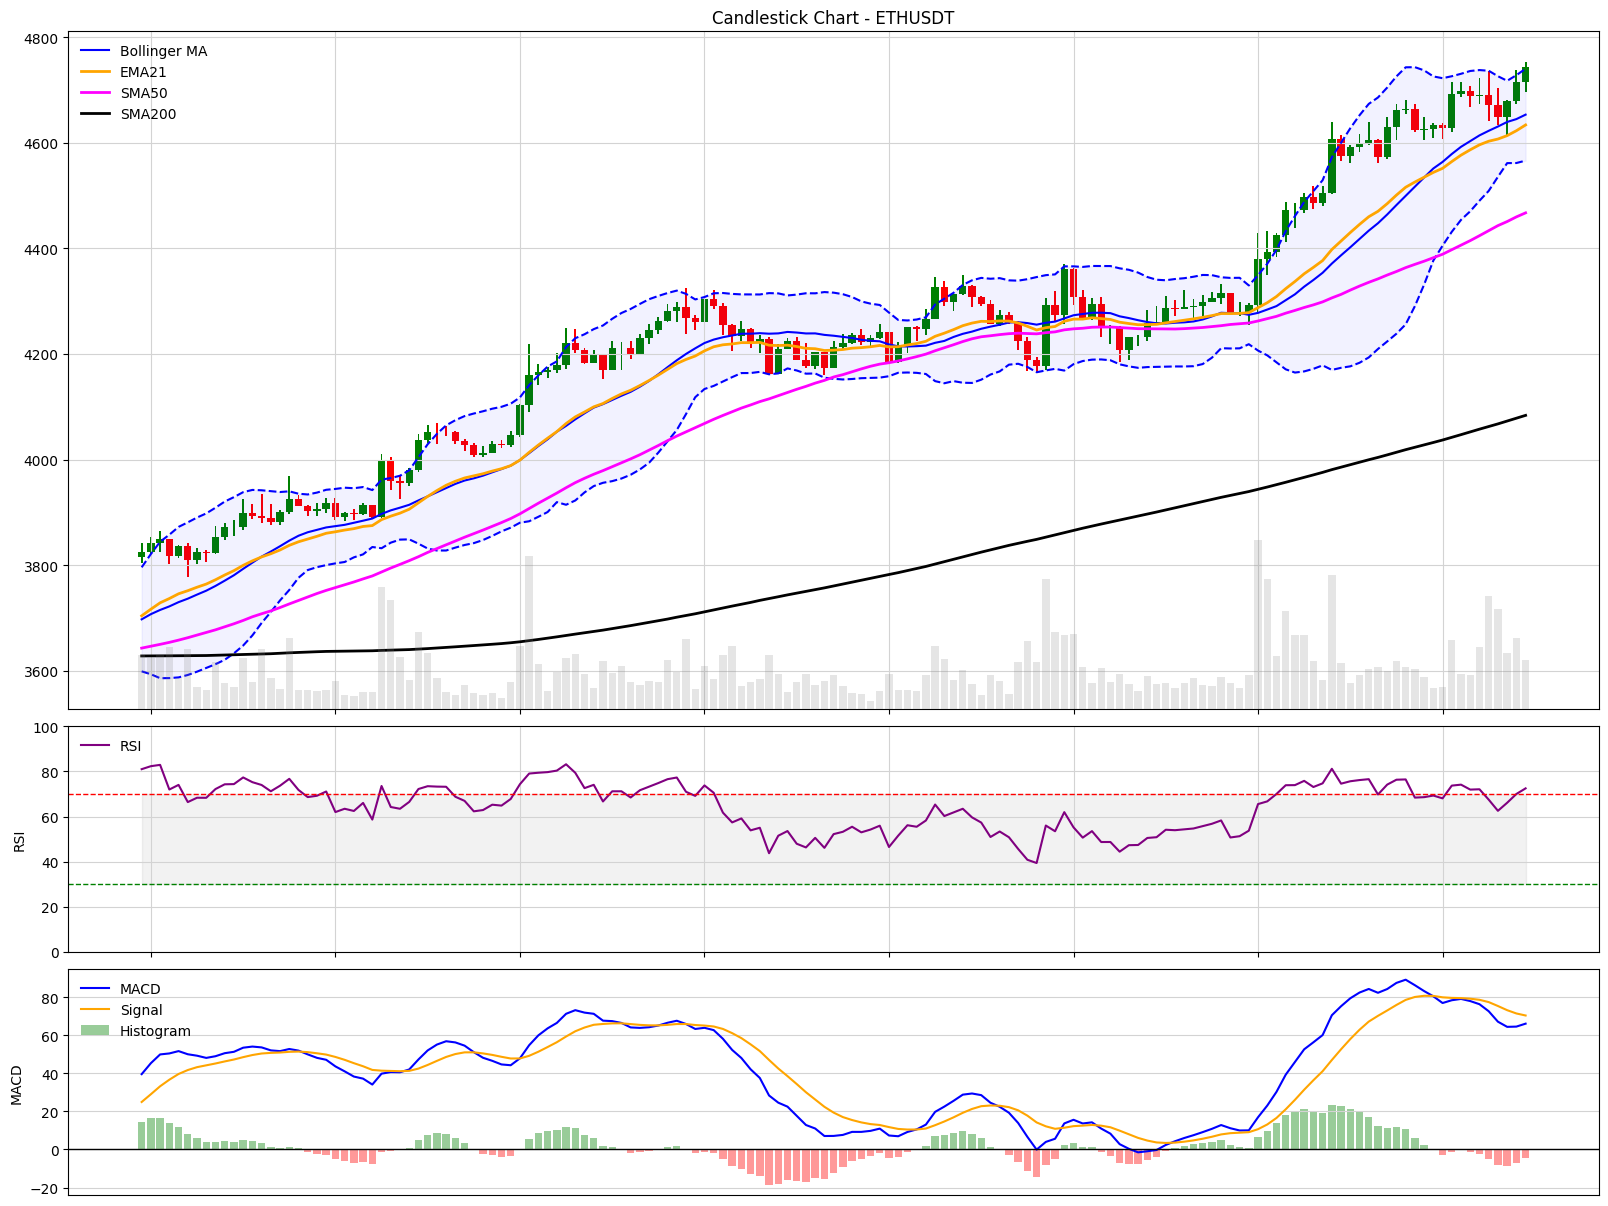 Candlestick Chart - ETHUSDT
4800
4600
4400
4200
4000
3800
3600
Bollinger MA
EMA21
SMA50
SMA200
100
80
60
40
20
0
RSI
RSI
80
60
40
20
0
−20
MACD
MACD
Signal
Histogram